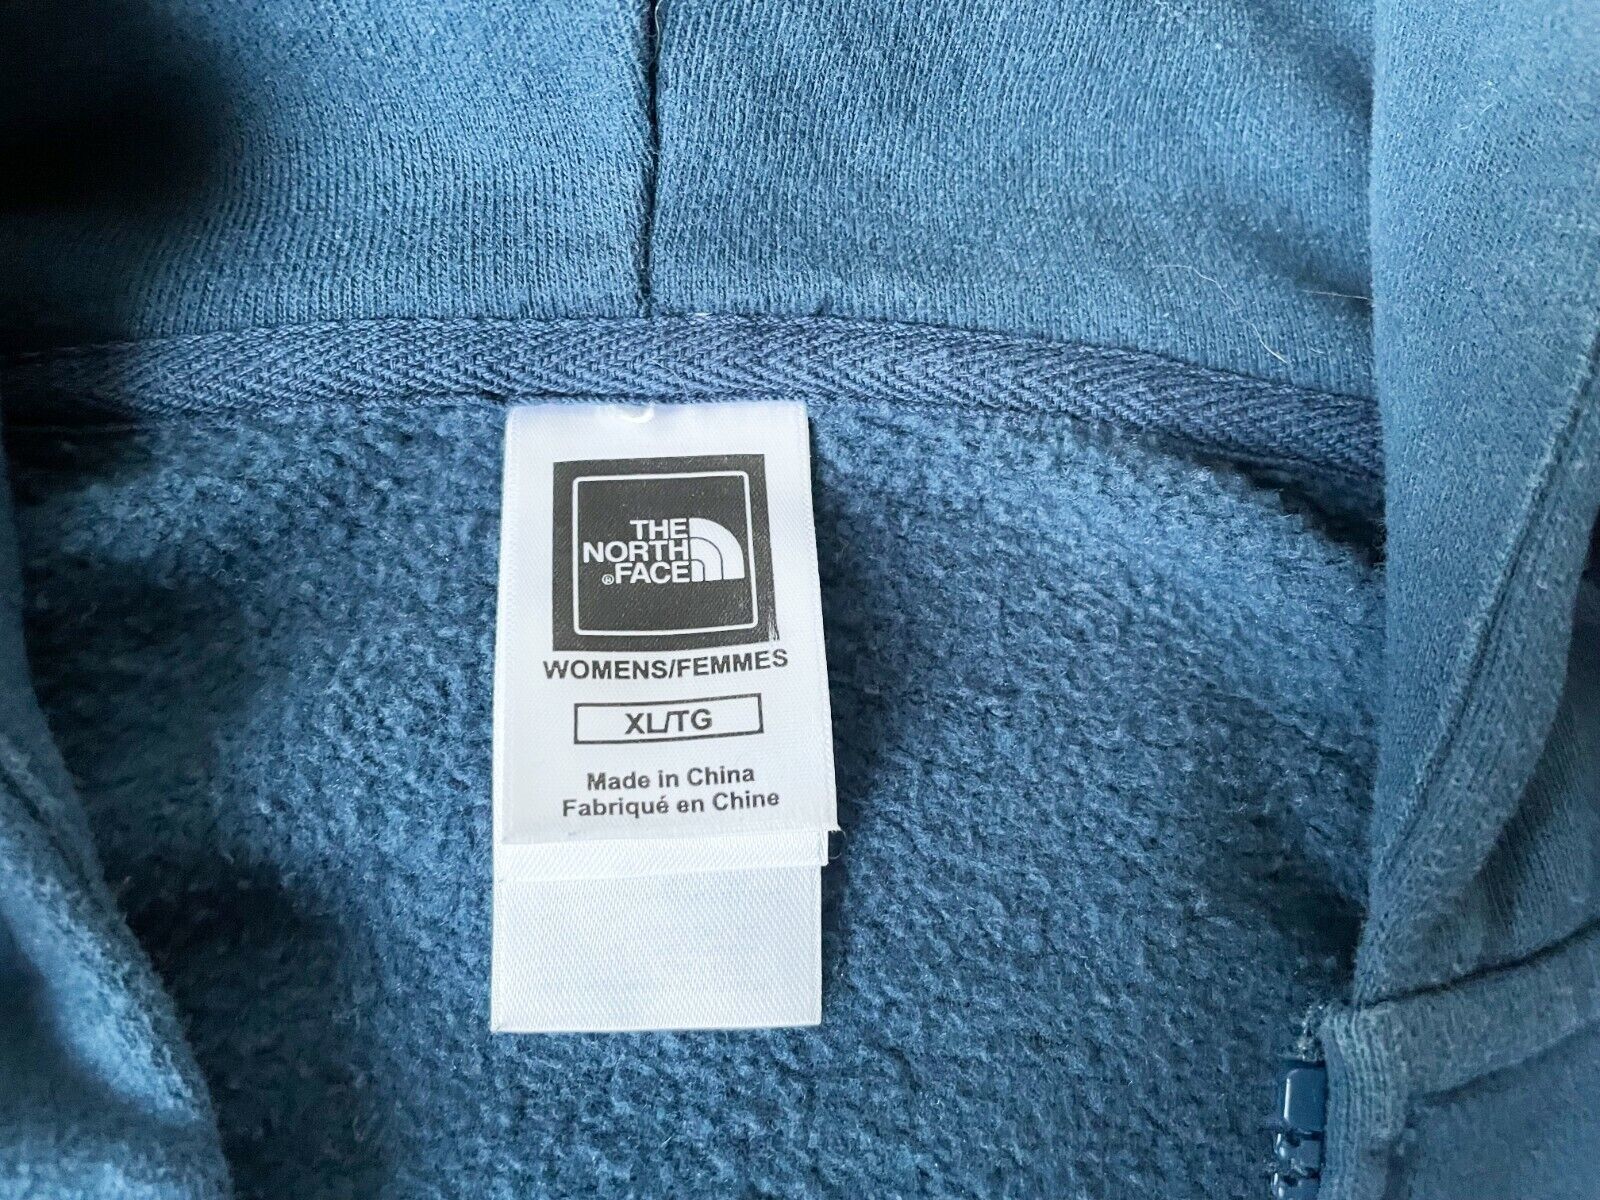 THE
NORTH
®FACE
WOMENS/FEMMES
XL/TG
Made in China
Fabriqué en Chine